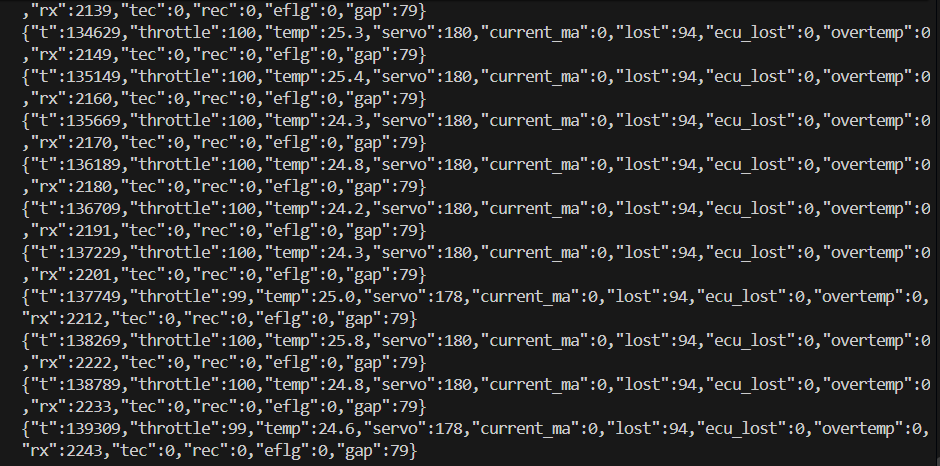 ,"rx":2139,"tec":0,"rec":0,"eflg":0,"gap":79}
{"t":134629,"throttle":100,"temp":25.3,"servo":180,"current_ma":0,"lost":94,"ecu_lost":0,"overtemp":0
,"rx":2149,"tec":0,"rec":0,"eflg":0,"gap":79}
{"t":135149,"throttle":100,"temp":25.4,"servo":180,"current_ma":0,"lost":94,"ecu_lost":0,"overtemp":0
,"rx":2160,"tec":0,"rec":0,"eflg":0,"gap":79}
{"t":135669,"throttle":100,"temp":24.3,"servo":180,"current_ma":0,"lost":94,"ecu_lost":0,"overtemp":0
,"rx":2170,"tec":0,"rec":0,"eflg":0,"gap":79}
{"t":136189,"throttle":100,"temp":24.8,"servo":180,"current_ma":0,"lost":94,"ecu_lost":0,"overtemp":0
,"rx":2180,"tec":0,"rec":0,"eflg":0,"gap":79}
{"t":136709,"throttle":100,"temp":24.2,"servo":180,"current_ma":0,"lost":94,"ecu_lost":0,"overtemp":0
,"rx":2191,"tec":0,"rec":0,"eflg":0,"gap":79}
{"t":137229,"throttle":100,"temp":24.3,"servo":180,"current_ma":0,"lost":94,"ecu_lost":0,"overtemp":0
,"rx":2201,"tec":0,"rec":0,"eflg":0,"gap":79}
{"t":137749,"throttle":99,"temp":25.0,"servo":178,"current_ma":0,"lost":94,"ecu_lost":0,"overtemp":0,
"rx":2212,"tec":0,"rec":0,"eflg":0,"gap":79}
{"t":138269,"throttle":100,"temp":25.8,"servo":180,"current_ma":0,"lost":94,"ecu_lost":0,"overtemp":0
,"rx":2222,"tec":0,"rec":0,"eflg":0,"gap":79}
{"t":138789,"throttle":100,"temp":24.8,"servo":180,"current_ma":0,"lost":94,"ecu_lost":0,"overtemp":0
,"rx":2233,"tec":0,"rec":0,"eflg":0,"gap":79}
{"t":139309,"throttle":99,"temp":24.6,"servo":178,"current_ma":0,"lost":94,"ecu_lost":0,"overtemp":0,
"rx":2243,"tec":0,"rec":0,"eflg":0,"gap":79}